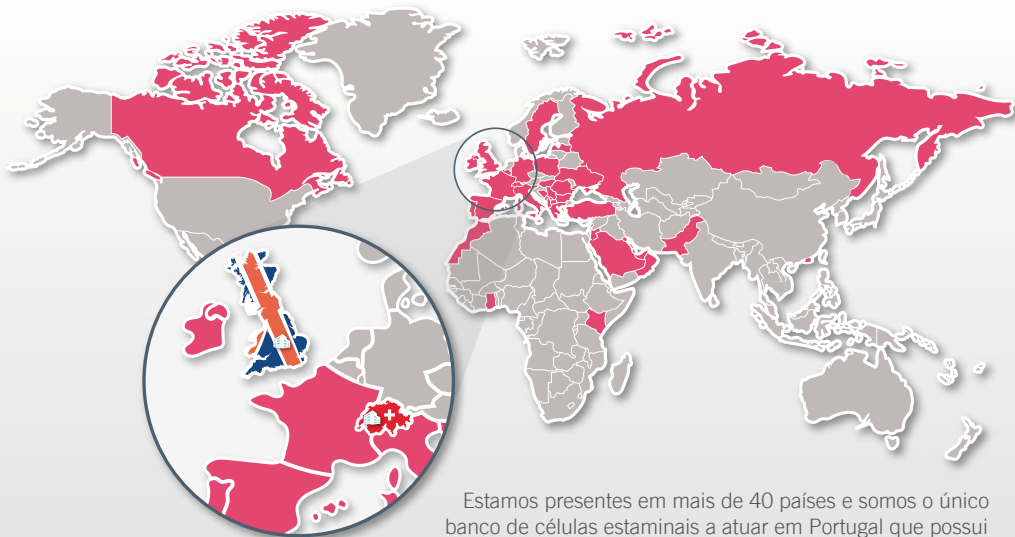 Estamos presentes em mais de 40 países e somos o único
banco de células estaminais a atuar em Portugal que possui